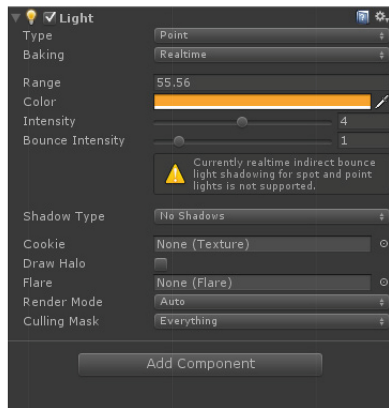 Light
Type Point
Baking Realtime
Range 55.56
Color
Intensity 4
Bounce Intensity 1
Currently realtime indirect bounce
light shadowing for spot and point
lights is not supported.
Shadow Type No Shadows
Cookie None (Texture)
Draw Halo
Flare None (Flare)
Render Mode Auto
Culling Mask Everything
Add Component